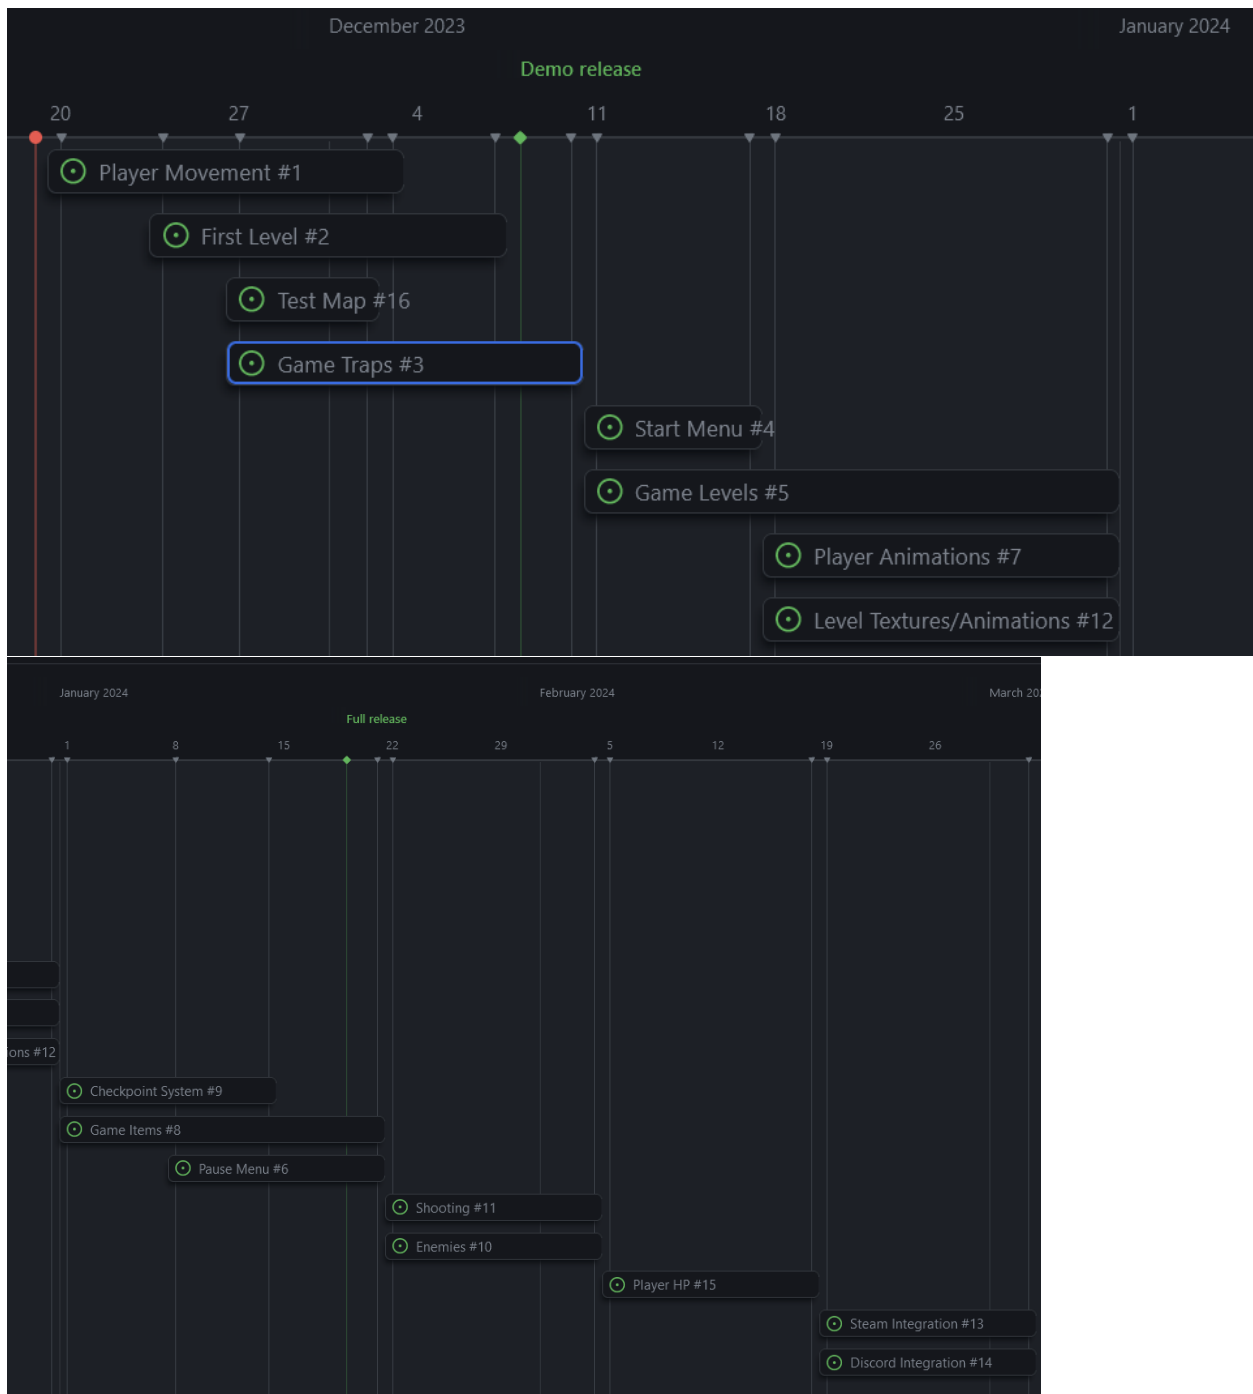 December 2023 January 2024
Demo release
20 27 4 11 18 25 1
Player Movement #1
First Level #2
Test Map #16
Game Traps #3
Start Menu #4
Game Levels #5
Player Animations #7
Level Textures/Animations #12
January 2024 February 2024 March 202
Full release
1 8 15 22 29 5 12 19 26
ions #12
Checkpoint System #9
Game Items #8
Pause Menu #6
Shooting #11
Enemies #10
Player HP #15
Steam Integration #13
Discord Integration #14